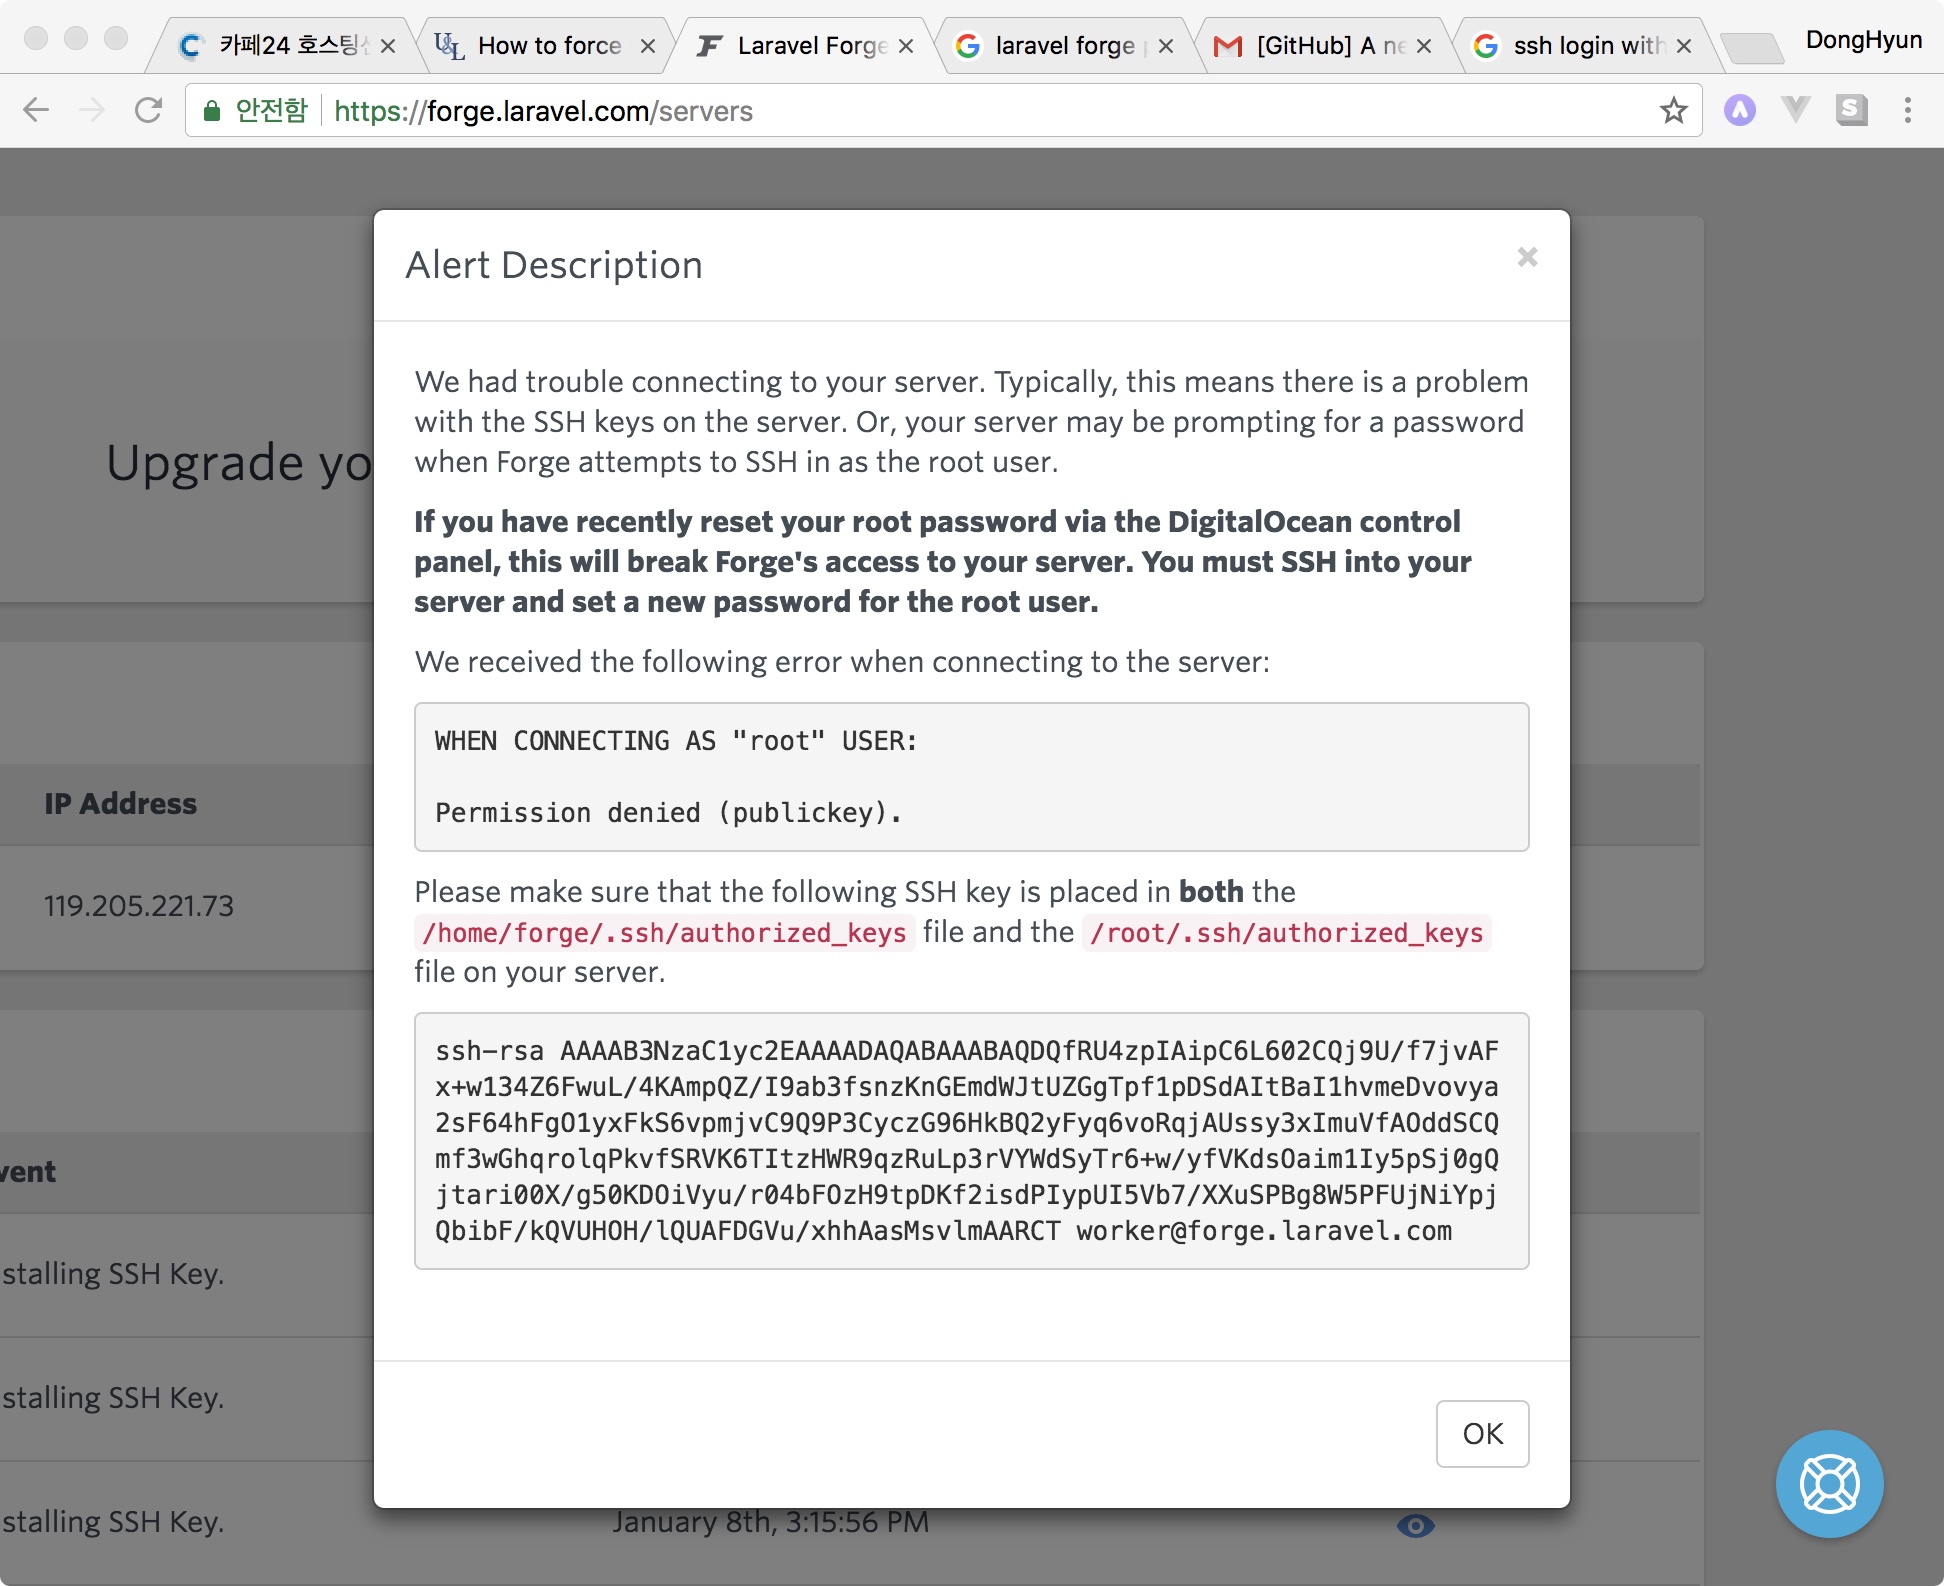 카페24 호스팅
How to force
Laravel Forge
laravel forge
[GitHub] A ne
ssh login with
DongHyun
안전함
https://forge.laravel.com/servers
Alert Description
We had trouble connecting to your server. Typically, this means there is a problem
with the SSH keys on the server. Or, your server may be prompting for a password
when Forge attempts to SSH in as the root user.
Upgrade yo
If you have recently reset your root password via the DigitalOcean control
panel, this will break Forge's access to your server. You must SSH into your
server and set a new password for the root user.
We received the following error when connecting to the server:
WHEN CONNECTING AS "root" USER:
Permission denied (publickey).
IP Address
119.205.221.73
Please make sure that the following SSH key is placed in both the
/home/forge/.ssh/authorized_keys file and the /root/.ssh/authorized_keys
file on your server.
ssh-rsa AAAAB3NzaC1yc2EAAAADAQABAAABAQDQfRU4zpIAipC6L602CQj9U/f7jvAF
x+w134Z6FwuL/4KAmpQZ/I9ab3fsnzKnGEmdWJtUZGgTpf1pDSdAItBaI1hvmeDvovya
2sF64hFgO1yxFkS6vpmjvC9Q9P3CyczG96HkBQ2yFyq6voRqjAUssy3xImuVfAOddSCQ
mf3wGhqrolqPkvfSRVK6TItzHWR9qzRuLp3rVYWdSyTr6+w/yfVKdsOaim1Iy5pSj0gQ
jtari00X/g50KDOiVyu/r04bFOzH9tpDKf2isdPIypUI5Vb7/XXuSPBg8W5PFUjNiYpj
QbibF/kQVUHOH/lQUAFDGVu/xhhAasMsvlmAARCT worker@forge.laravel.com
vent
stalling SSH Key.
stalling SSH Key.
stalling SSH Key.
January 8th, 3:15:56 PM
OK